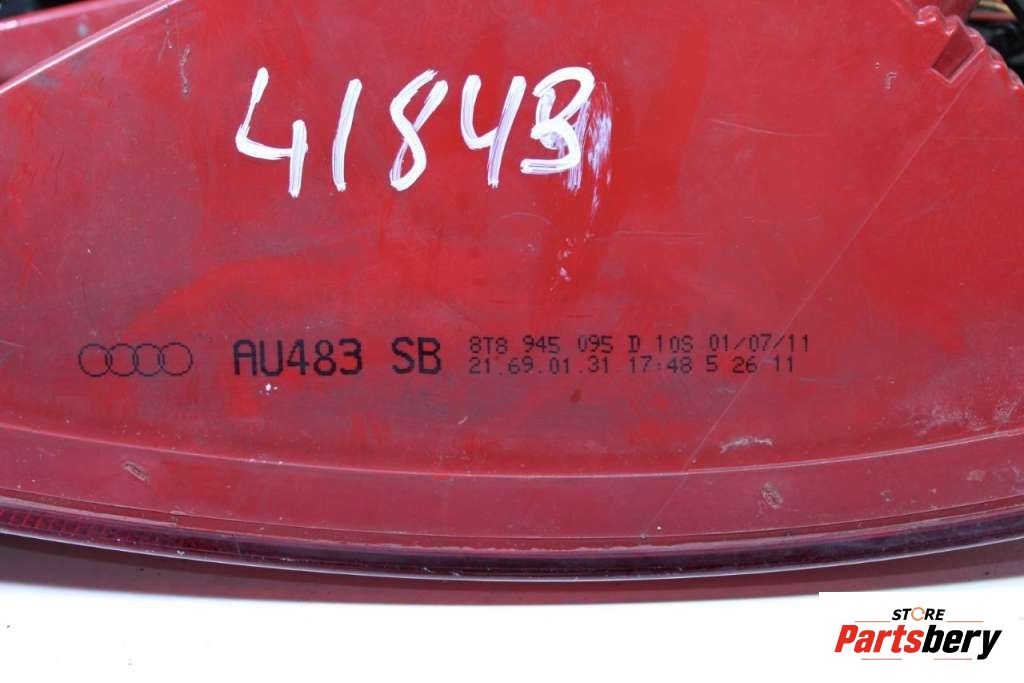 41843
AU483 SB
8T8 945 095 D 10S 01/07/11
21.69.01.31 17:48 5 26-11
STORE
Partsbery